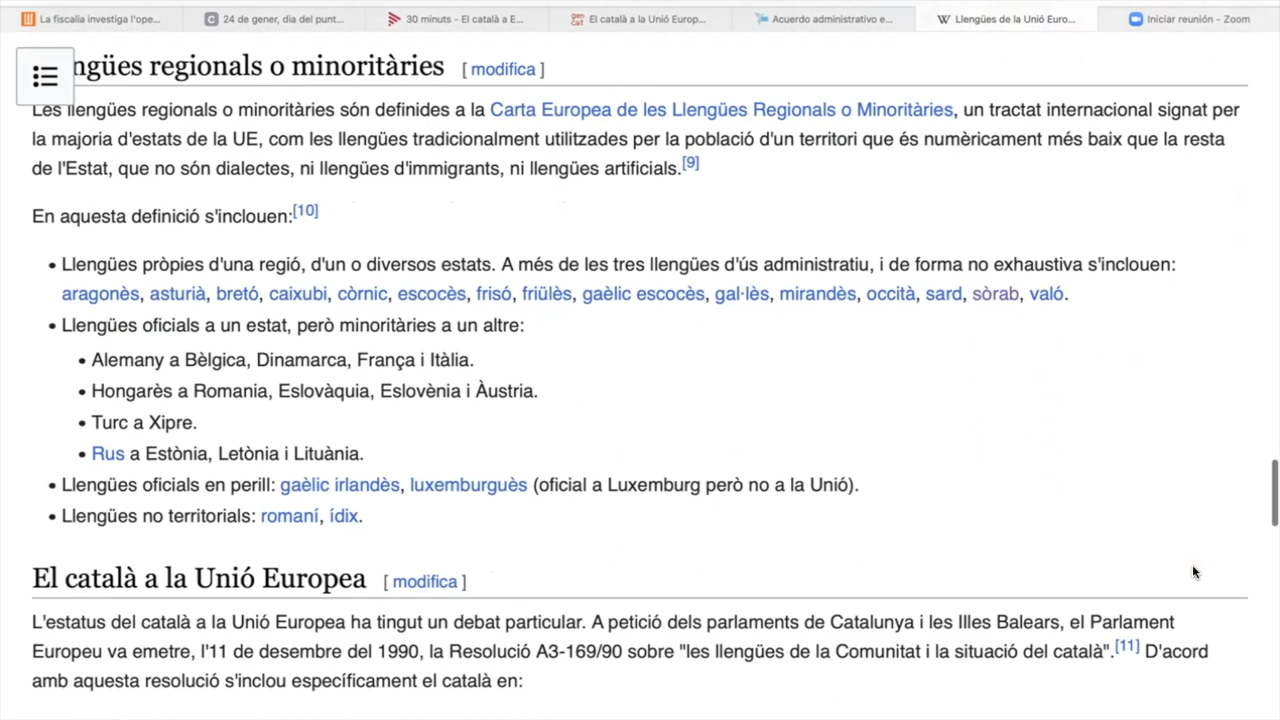 La fiscalia investiga l'ope...
24 de gener, dia del punt...
30 minuts - El català a E...
gen cat
El català a la Unió Europ...
Acuerdo administrativo e...
W Llengües de la Unió Euro...
Iniciar reunión - Zoom
ngües regionals o minoritàries [ modifica ]
Les llengües regionals o minoritàries són definides a la Carta Europea de les Llengües Regionals o Minoritàries, un tractat internacional signat per
la majoria d'estats de la UE, com les llengües tradicionalment utilitzades per la població d'un territori que és numèricament més baix que la resta
de l'Estat, que no són dialectes, ni llengües d'immigrants, ni llengües artificials.[9]
En aquesta definició s'inclouen:[10]
• Llengües pròpies d'una regió, d'un o diversos estats. A més de les tres llengües d'ús administratiu, i de forma no exhaustiva s'inclouen:
aragonès, asturià, bretó, caixubi, còrnic, escocès, frisó, friülès, gaèlic escocès, gal·lès, mirandès, occità, sard, sòrab, való.
• Llengües oficials a un estat, però minoritàries a un altre:
• Alemany a Bèlgica, Dinamarca, França i Itàlia.
• Hongarès a Romania, Eslovàquia, Eslovènia i Àustria.
• Turc a Xipre.
• Rus a Estònia, Letònia i Lituània.
• Llengües oficials en perill: gaèlic irlandès, luxemburguès (oficial a Luxemburg però no a la Unió).
• Llengües no territorials: romaní, ídix.
El català a la Unió Europea [ modifica ]
L'estatus del català a la Unió Europea ha tingut un debat particular. A petició dels parlaments de Catalunya i les Illes Balears, el Parlament
Europeu va emetre, l'11 de desembre del 1990, la Resolució A3-169/90 sobre "les llengües de la Comunitat i la situació del català".[11] D'acord
amb aquesta resolució s'inclou específicament el català en: